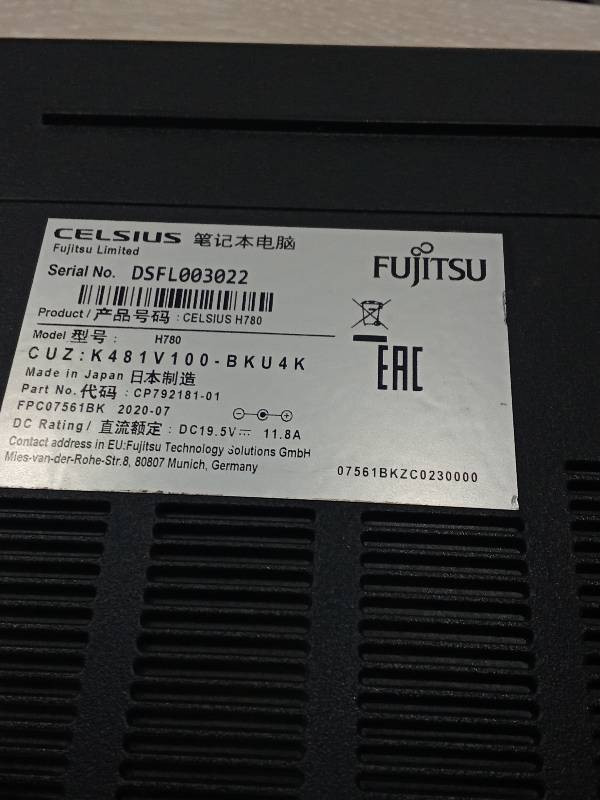 CELSIUS 笔记本电脑
Fujitsu Limited
FUJITSU
Serial No. DSFL003022
Product / 产品号码 : CELSIUS H780
Model 型号 : H780
CUZ:K481V100-BKU4K
EAC
Made in Japan 日本制造
Part No. 代码 : CP792181-01
FPC07561BK 2020-07
DC Rating / 直流额定 : DC19.5V⎓ 11.8A
Contact address in EU:Fujitsu Technology Solutions GmbH
Mies-van-der-Rohe-Str.8, 80807 Munich, Germany
07561BKZC0230000